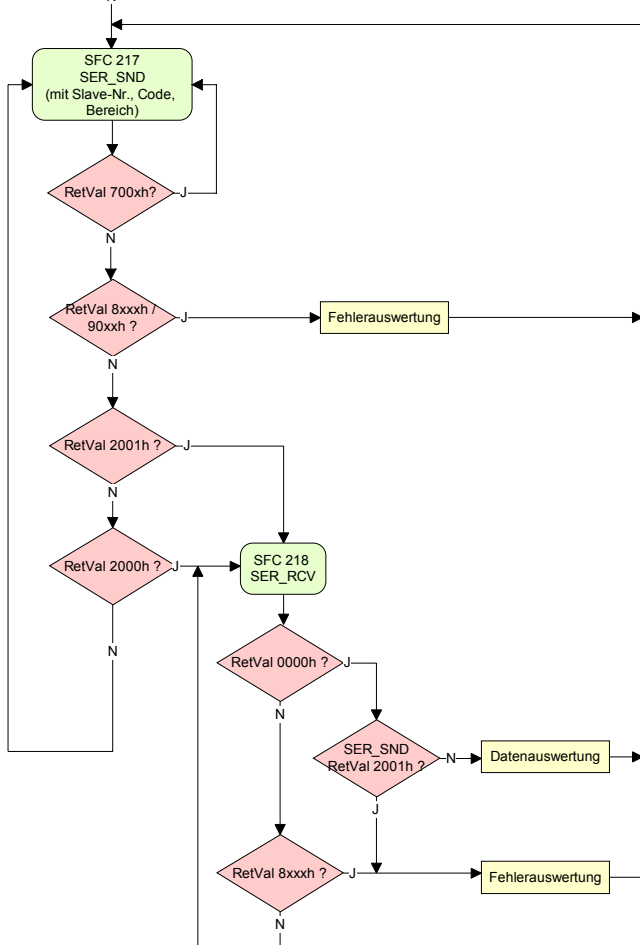 N
SFC 217
SER_SND
(mit Slave-Nr., Code,
Bereich)
RetVal 700xh?
J
N
RetVal 8xxxh /
90xxh ?
J
Fehlerauswertung
N
RetVal 2001h ?
J
N
RetVal 2000h ?
J
SFC 218
SER_RCV
N
RetVal 0000h ?
J
N
SER_SND
RetVal 2001h ?
N
Datenauswertung
J
RetVal 8xxxh ?
J
Fehlerauswertung
N